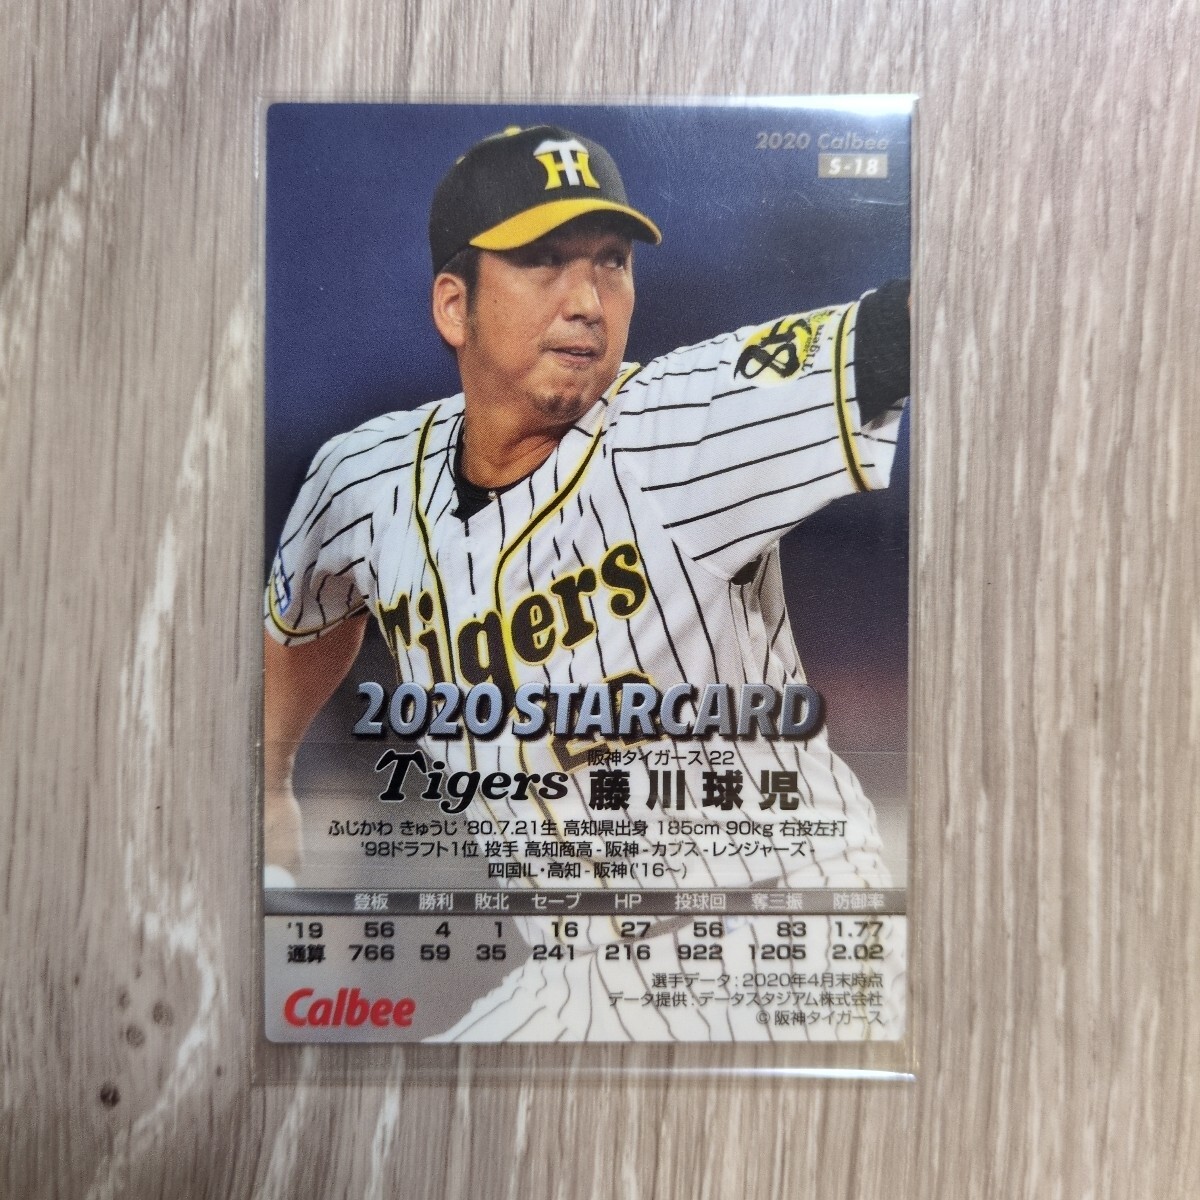 2020 Calbee
S-18
TH
85 Tigers
Tigers
2020 STARCARD
Tigers
阪神タイガース 22
藤川球児
ふじかわ きゅうじ '80.7.21生 高知県出身 185cm 90kg 右投左打
'98ドラフト1位 投手 高知商高-阪神-カブス-レンジャーズ-
四国IL・高知-阪神('16～)
登板 勝利 敗北 セーブ HP 投球回 奪三振 防御率
'19 56 4 1 16 27 56 83 1.77
通算 766 59 35 241 216 922 1205 2.02
選手データ：2020年4月末時点
データ提供：データスタジアム株式会社
Calbee
©阪神タイガース